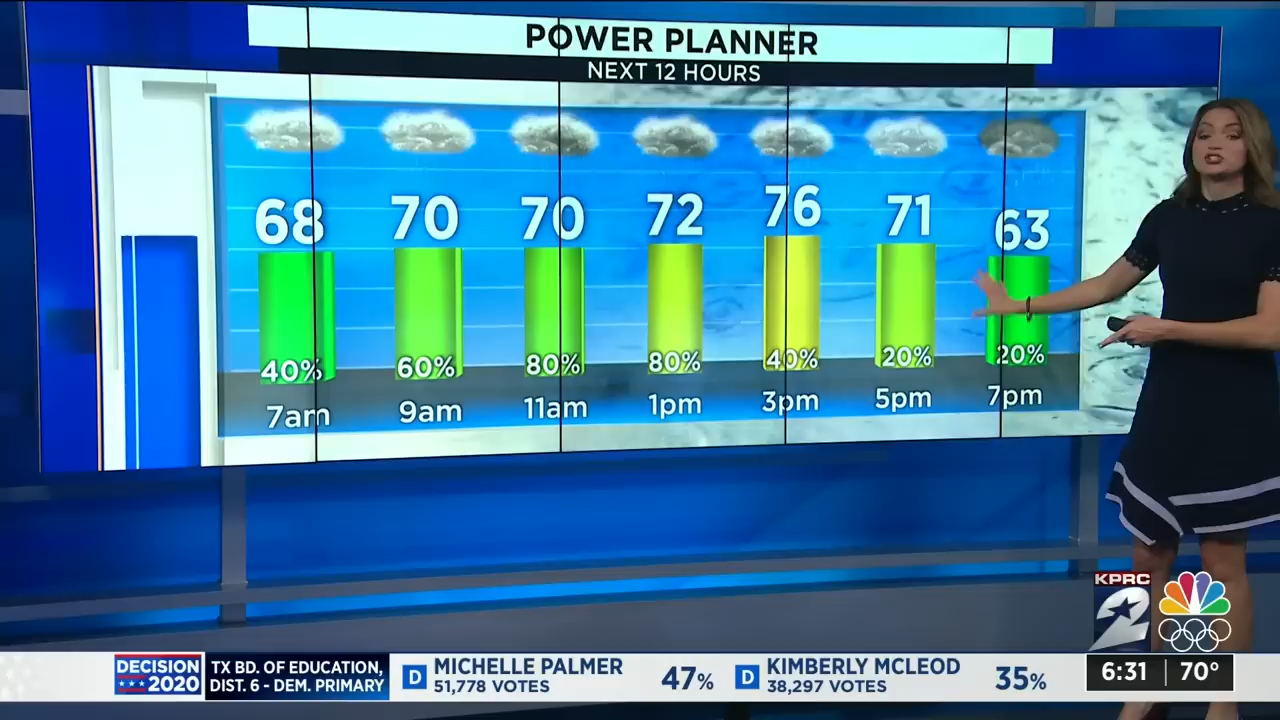 POWER PLANNER
NEXT 12 HOURS
68 70 70 72 76 71 63
40% 60% 80% 80% 40% 20% 20%
7am 9am 11am 1pm 3pm 5pm 7pm
KPRC
2
DECISION
2020
TX BD. OF EDUCATION,
DIST. 6 - DEM. PRIMARY
D MICHELLE PALMER 47%
51,778 VOTES
D KIMBERLY MCLEOD 35%
38,297 VOTES
6:31 70°